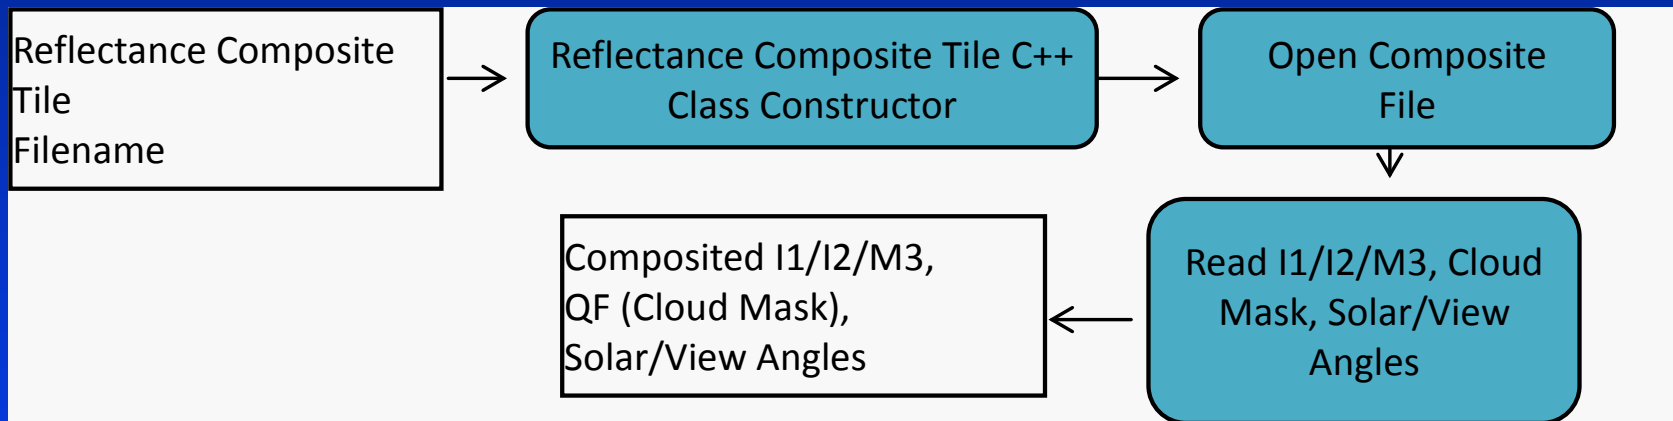 Reflectance Composite
Tile
Filename
Reflectance Composite Tile C++
Class Constructor
Open Composite
File
Read I1/I2/M3, Cloud
Mask, Solar/View
Angles
Composited I1/I2/M3,
QF (Cloud Mask),
Solar/View Angles